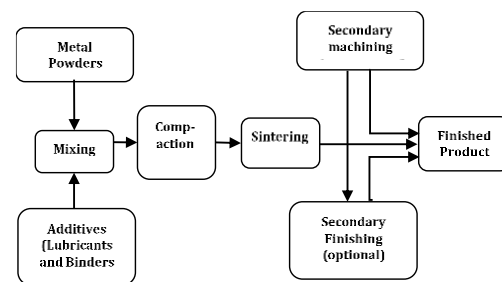 Metal
Powders
Secondary
machining
Comp-
action
Mixing
Sintering
Finished
Product
Additives
(Lubricants
and Binders
Secondary
Finishing
(optional)